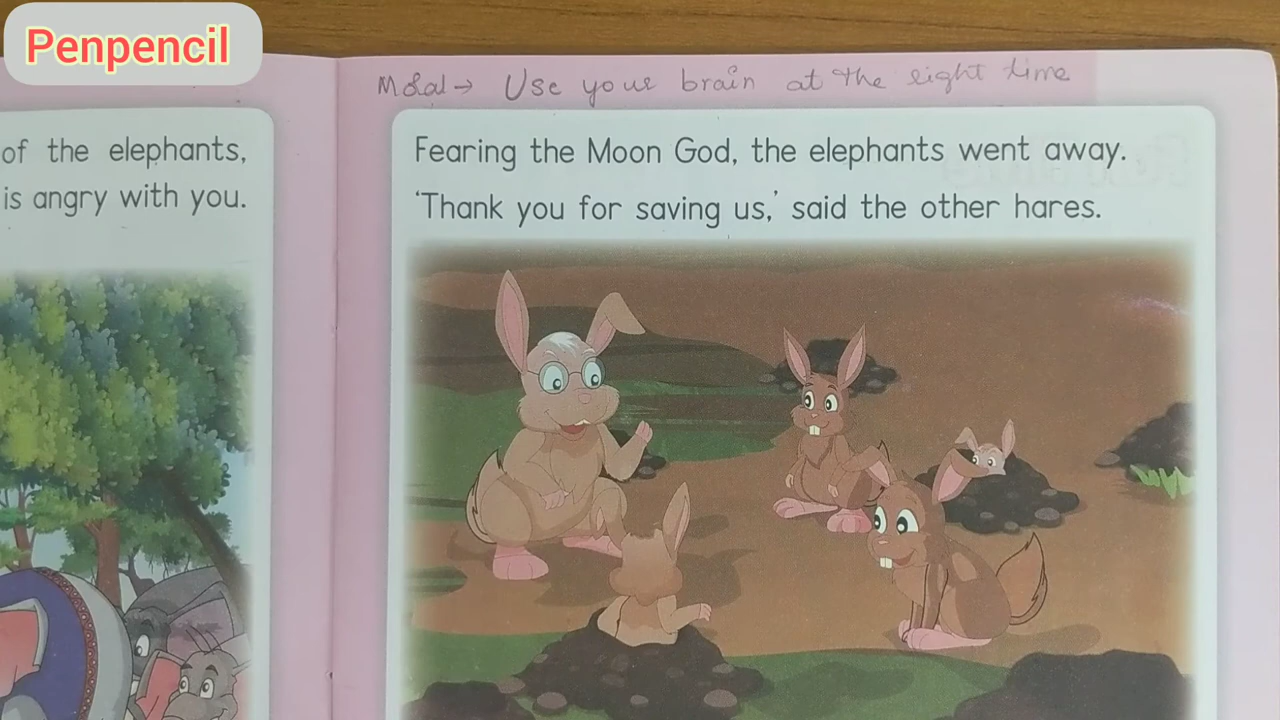 Penpencil
Moral → Use your brain at the right time
of the elephants,
is angry with you.
Fearing the Moon God, the elephants went away.
‘Thank you for saving us,’ said the other hares.